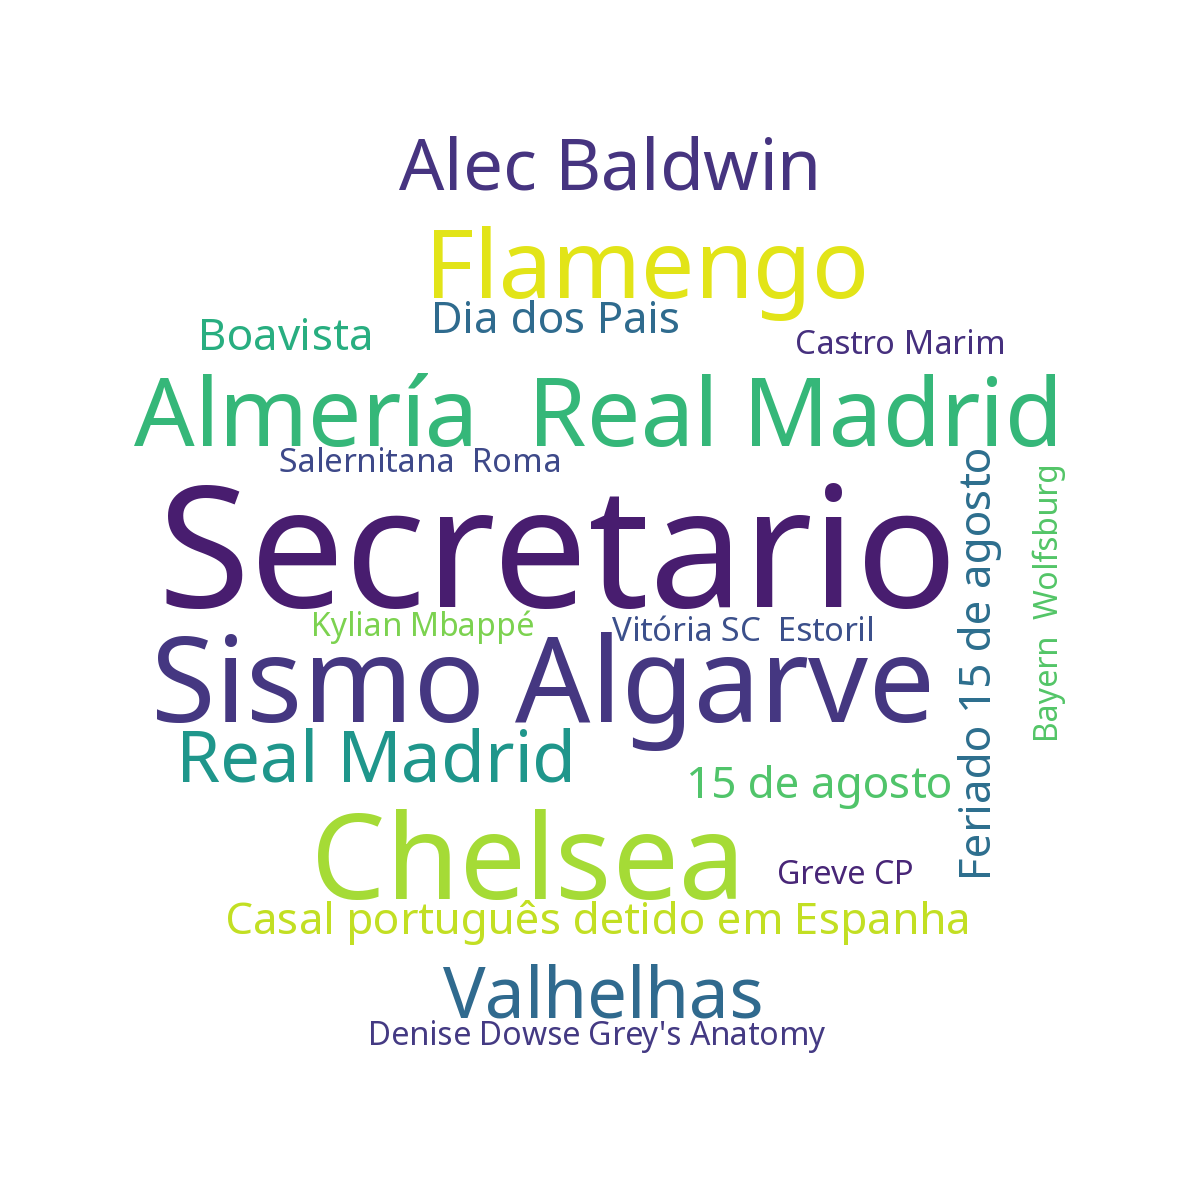 Alec Baldwin
Flamengo
Dia dos Pais
Boavista
Castro Marim
Almería  Real Madrid
Salernitana  Roma
Secretario
Feriado 15 de agosto
Bayern  Wolfsburg
Kylian Mbappé
Vitória SC  Estoril
Sismo Algarve
Real Madrid
15 de agosto
Chelsea
Greve CP
Casal português detido em Espanha
Valhelhas
Denise Dowse Grey's Anatomy